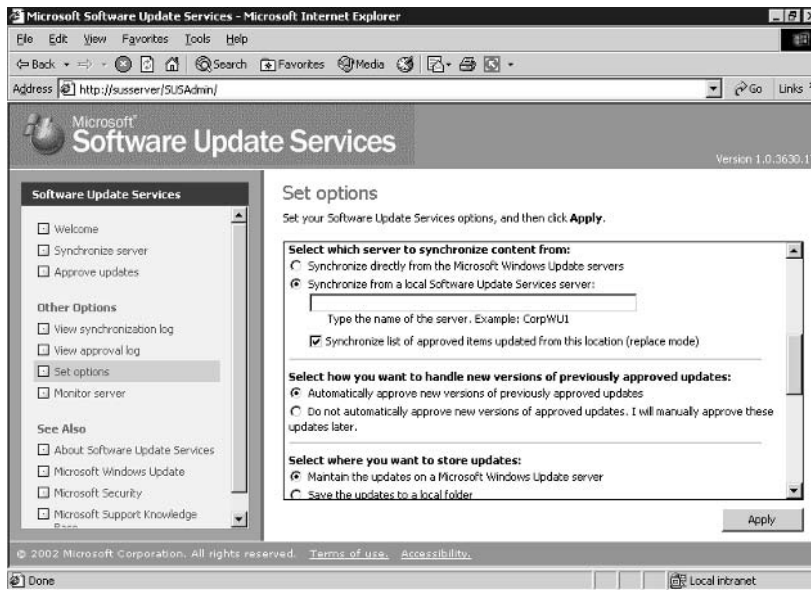 Microsoft Software Update Services - Microsoft Internet Explorer
File Edit View Favorites Tools Help
Back Search Favorites Media
Address http://susserver/SUSAdmin/ Go Links
Microsoft
Software Update Services
Version 1.0.3630.1
Software Update Services
Welcome
Synchronize server
Approve updates
Other Options
View synchronization log
View approval log
Set options
Monitor server
See Also
About Software Update Services
Microsoft Windows Update
Microsoft Security
Microsoft Support Knowledge
Base
Set options
Set your Software Update Services options, and then click Apply.
Select which server to synchronize content from:
Synchronize directly from the Microsoft Windows Update servers
Synchronize from a local Software Update Services server:
Type the name of the server. Example: CorpWU1
Synchronize list of approved items updated from this location (replace mode)
Select how you want to handle new versions of previously approved updates:
Automatically approve new versions of previously approved updates
Do not automatically approve new versions of approved updates. I will manually approve these
updates later.
Select where you want to store updates:
Maintain the updates on a Microsoft Windows Update server
Save the updates to a local folder
Apply
© 2002 Microsoft Corporation. All rights reserved. Terms of use. Accessibility.
Done Local intranet